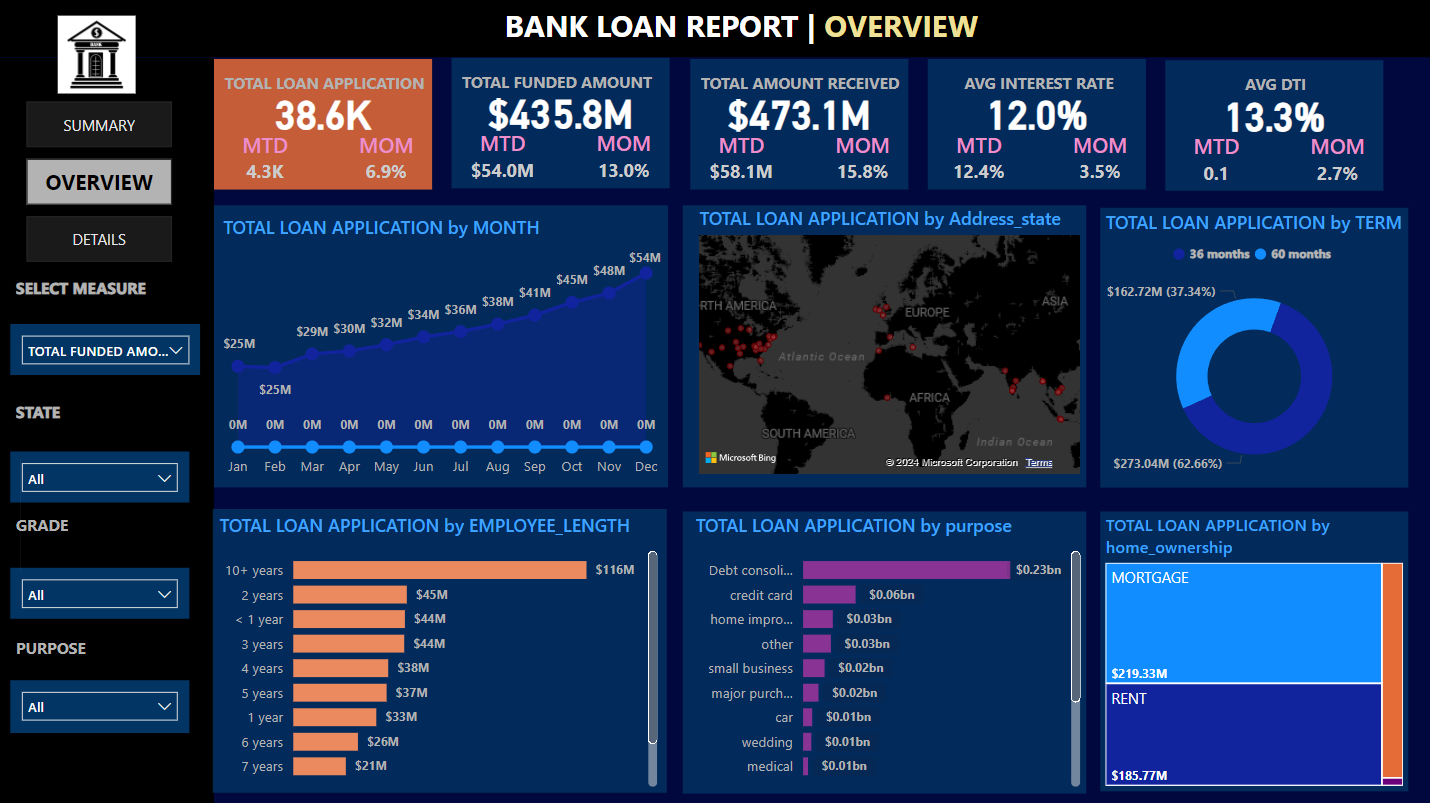 BANK LOAN REPORT | OVERVIEW
BANK
SUMMARY
OVERVIEW
DETAILS
SELECT MEASURE
TOTAL FUNDED AMO...
STATE
All
GRADE
All
PURPOSE
All
TOTAL LOAN APPLICATION
38.6K
MTD MOM
4.3K 6.9%
TOTAL FUNDED AMOUNT
$435.8M
MTD MOM
$54.0M 13.0%
TOTAL AMOUNT RECEIVED
$473.1M
MTD MOM
$58.1M 15.8%
AVG INTEREST RATE
12.0%
MTD MOM
12.4% 3.5%
AVG DTI
13.3%
MTD MOM
0.1 2.7%
TOTAL LOAN APPLICATION by MONTH
$25M $25M $29M $30M $32M $34M $36M $38M $41M $45M $48M $54M
0M 0M 0M 0M 0M 0M 0M 0M 0M 0M 0M 0M
Jan Feb Mar Apr May Jun Jul Aug Sep Oct Nov Dec
TOTAL LOAN APPLICATION by Address_state
RTH AMERICA
EUROPE
ASIA
Atlantic Ocean
AFRICA
SOUTH AMERICA
Indian Ocean
Microsoft Bing
© 2024 Microsoft Corporation Terms
TOTAL LOAN APPLICATION by TERM
36 months 60 months
$162.72M (37.34%)
$273.04M (62.66%)
TOTAL LOAN APPLICATION by EMPLOYEE_LENGTH
10+ years $116M
2 years $45M
< 1 year $44M
3 years $44M
4 years $38M
5 years $37M
1 year $33M
6 years $26M
7 years $21M
TOTAL LOAN APPLICATION by purpose
Debt consoli... $0.23bn
credit card $0.06bn
home impro... $0.03bn
other $0.03bn
small business $0.02bn
major purch... $0.02bn
car $0.01bn
wedding $0.01bn
medical $0.01bn
TOTAL LOAN APPLICATION by
home_ownership
MORTGAGE
$219.33M
RENT
$185.77M